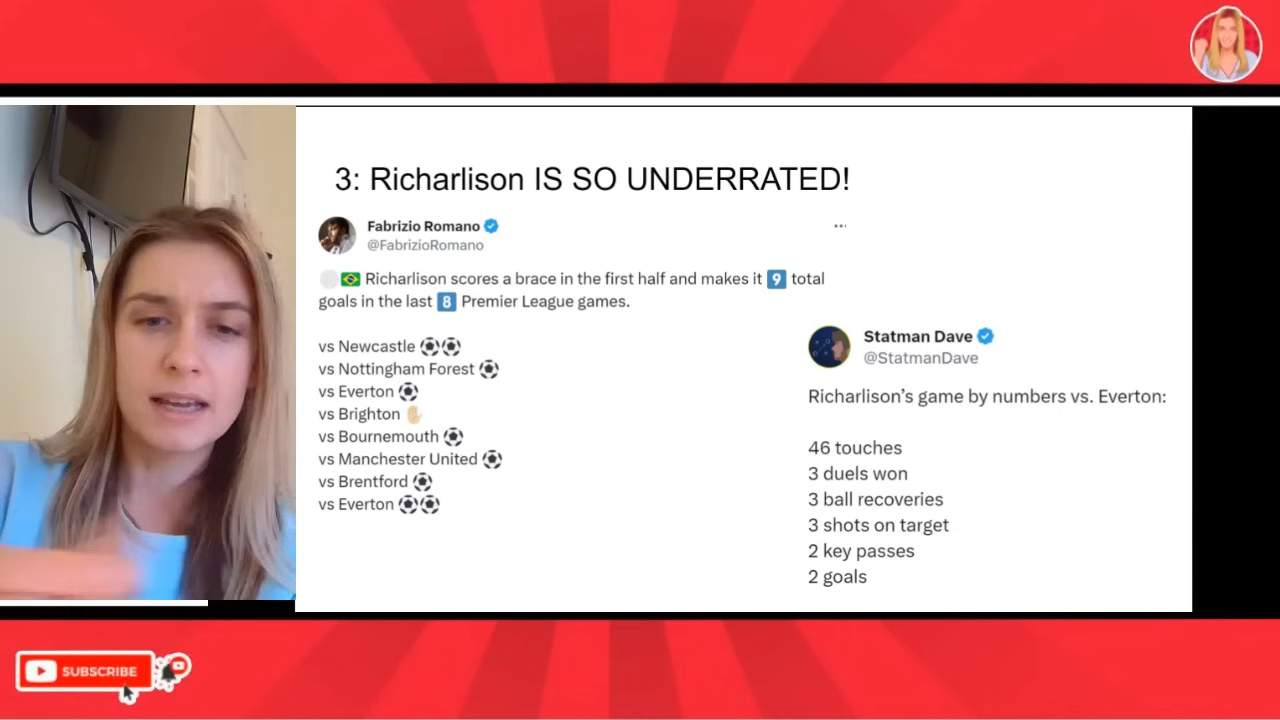 3: Richarlison IS SO UNDERRATED!
Fabrizio Romano
@FabrizioRomano
...
⚪🇧🇷 Richarlison scores a brace in the first half and makes it 9️⃣ total
goals in the last 8️⃣ Premier League games.
vs Newcastle ⚽⚽
vs Nottingham Forest ⚽
vs Everton ⚽
vs Brighton ✋🏼
vs Bournemouth ⚽
vs Manchester United ⚽
vs Brentford ⚽
vs Everton ⚽⚽
Statman Dave
@StatmanDave
Richarlison’s game by numbers vs. Everton:
46 touches
3 duels won
3 ball recoveries
3 shots on target
2 key passes
2 goals
SUBSCRIBE